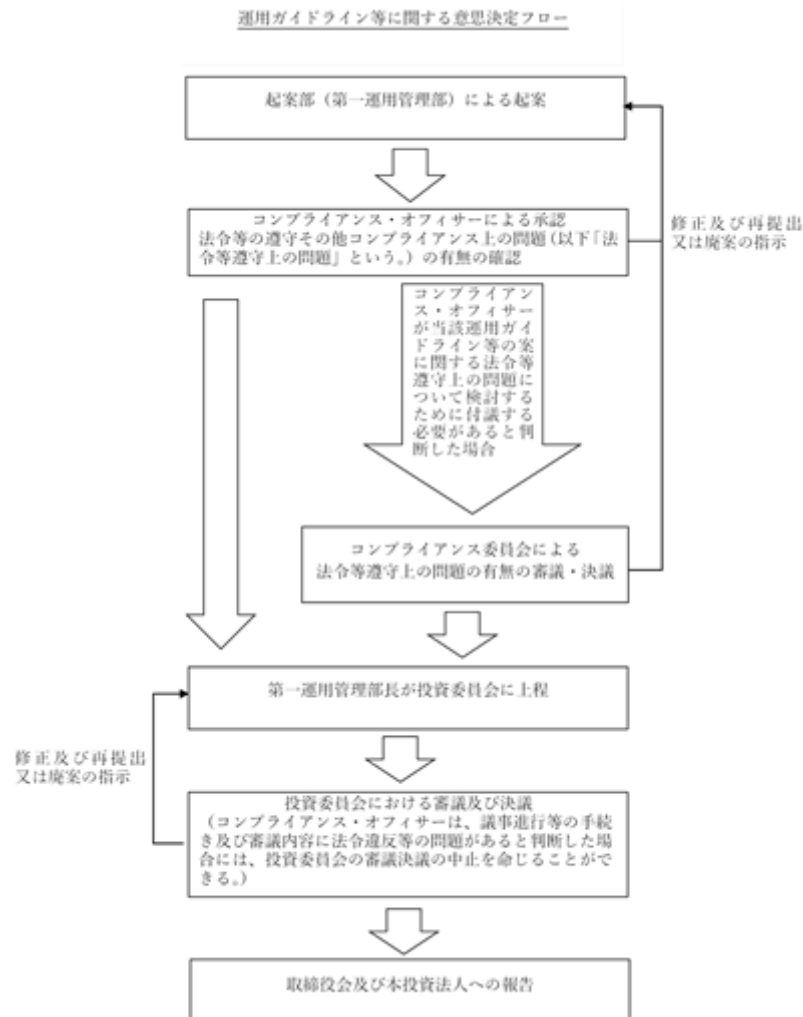 運用ガイドライン等に関する意思決定フロー
起案部（第一運用管理部）による起案
コンプライアンス・オフィサーによる承認
法令等の遵守その他コンプライアンス上の問題（以下「法
令等遵守上の問題」という。）の有無の確認
修正及び再提出
又は廃案の指示
コンプライアン
ス・オフィサー
が当該運用ガイ
ドライン等の案
に関する法令等
遵守上の問題に
ついて検討する
ために付議する
必要があると判
断した場合
コンプライアンス委員会による
法令等遵守上の問題の有無の審議・決議
第一運用管理部長が投資委員会に上程
修正及び再提出
又は廃案の指示
投資委員会における審議及び決議
（コンプライアンス・オフィサーは、議事進行等の手続
き及び審議内容に法令違反等の問題があると判断した場
合には、投資委員会の審議決議の中止を命じることがで
きる。）
取締役会及び本投資法人への報告